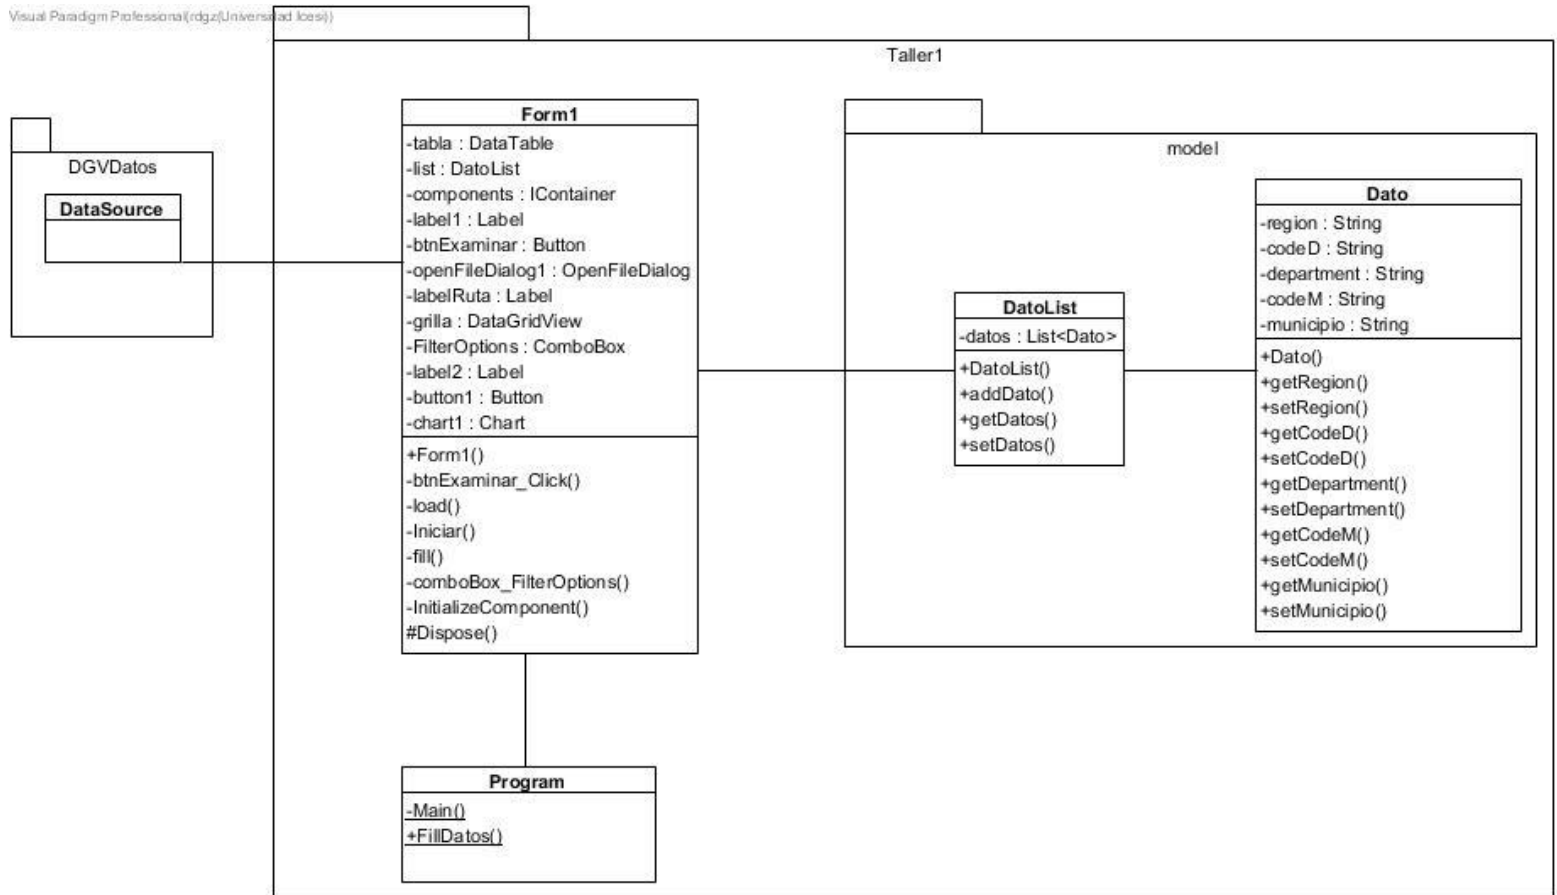 Visual Paradigm Professional(rdgz(Universidad Icesi))
Taller1
DGVDatos
DataSource
Form1
-tabla : DataTable
-list : DatoList
-components : IContainer
-label1 : Label
-btnExaminar : Button
-openFileDialog1 : OpenFileDialog
-labelRuta : Label
-grilla : DataGridView
-FilterOptions : ComboBox
-label2 : Label
-button1 : Button
-chart1 : Chart
+Form1()
-btnExaminar_Click()
-load()
-Iniciar()
-fill()
-comboBox_FilterOptions()
-InitializeComponent()
#Dispose()
Program
-Main()
+FillDatos()
model
DatoList
-datos : List<Dato>
+DatoList()
+addDato()
+getDatos()
+setDatos()
Dato
-region : String
-codeD : String
-department : String
-codeM : String
-municipio : String
+Dato()
+getRegion()
+setRegion()
+getCodeD()
+setCodeD()
+getDepartment()
+setDepartment()
+getCodeM()
+setCodeM()
+getMunicipio()
+setMunicipio()